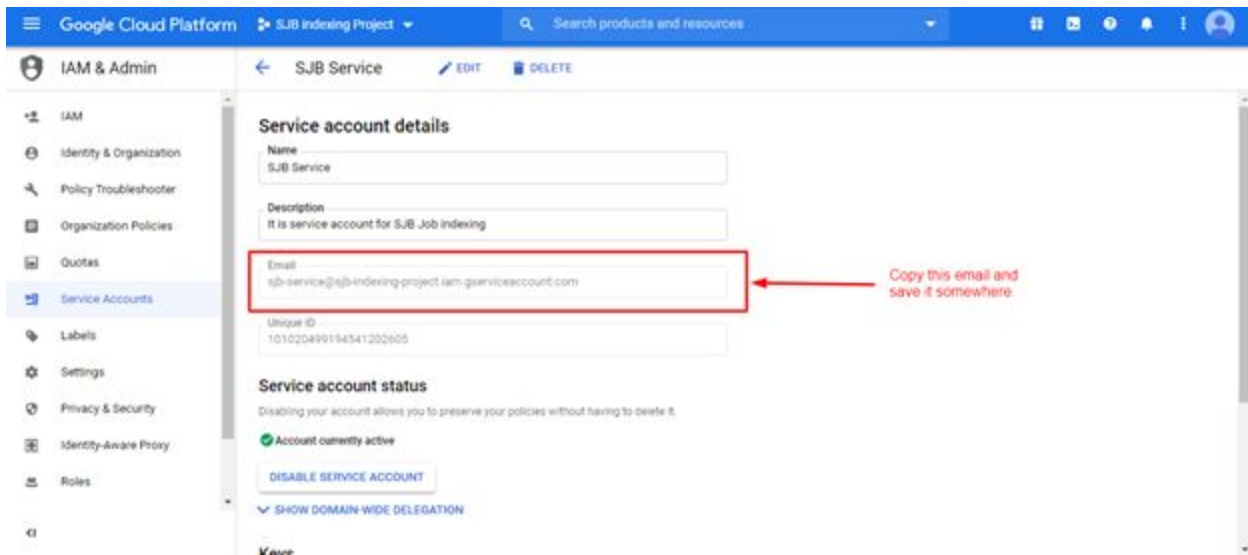 Google Cloud Platform
SJB indexing Project
Search products and resources
IAM & Admin
SJB Service
EDIT
DELETE
IAM
Identity & Organization
Policy Troubleshooter
Organization Policies
Quotas
Service Accounts
Labels
Settings
Privacy & Security
Identity-Aware Proxy
Roles
Service account details
Name
SJB Service
Description
It is service account for SJB Job indexing
Email
sjb-service@sjb-indexing-project.iam.gserviceaccount.com
Unique ID
101020499194541202605
Service account status
Disabling your account allows you to preserve your policies without having to delete it.
Account currently active
DISABLE SERVICE ACCOUNT
SHOW DOMAIN-WIDE DELEGATION
Keys
Copy this email and
save it somewhere.